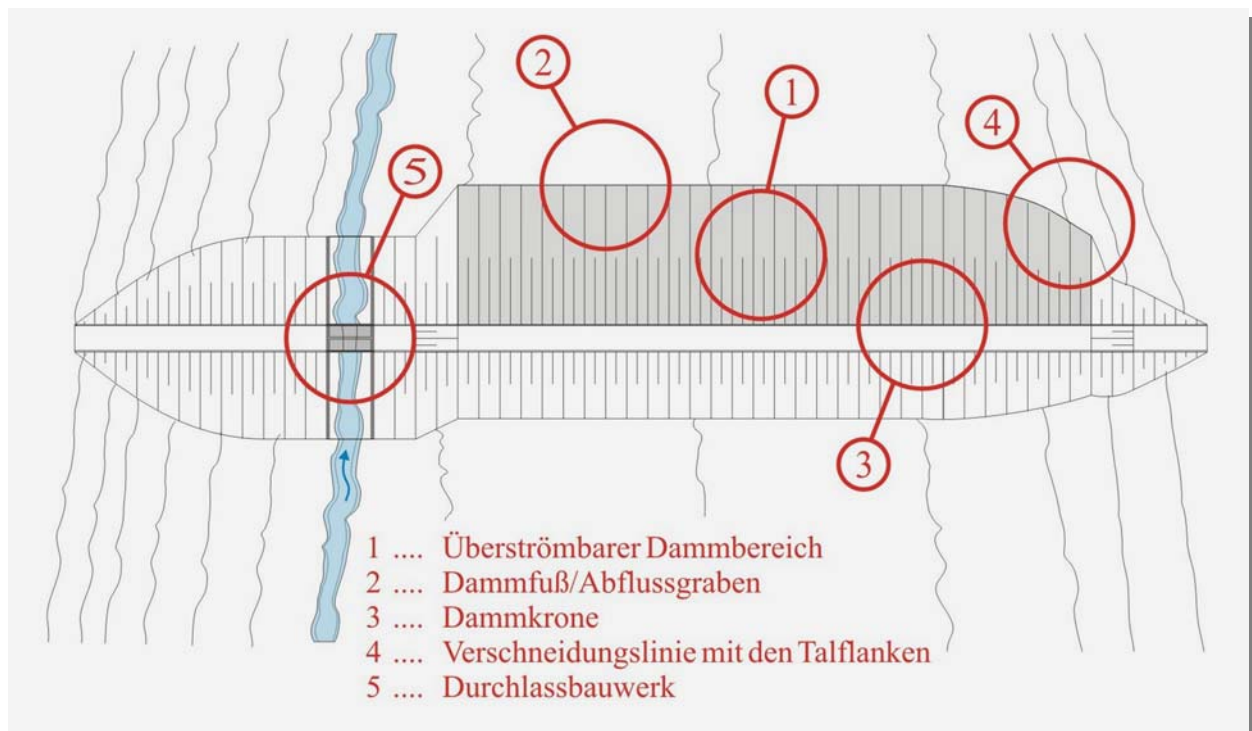 2
1
4
5
3
1 .... Überströmbarer Dammbereich
2 .... Dammfuß/Abflussgraben
3 .... Dammkrone
4 .... Verschneidungslinie mit den Talflanken
5 .... Durchlassbauwerk